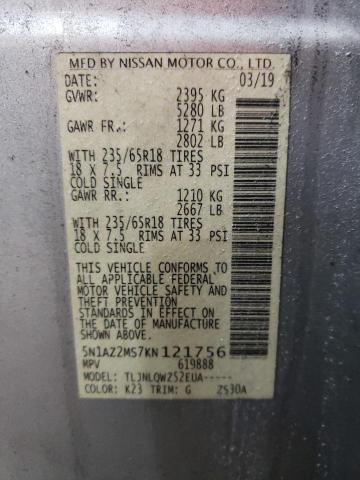 MFD BY NISSAN MOTOR CO., LTD.
DATE: 03/19
GVWR: 2395 KG
5280 LB
GAWR FR.: 1271 KG
2802 LB
WITH 235/65R18 TIRES
18 X 7.5 RIMS AT 33 PSI
COLD SINGLE
GAWR RR.: 1210 KG
2667 LB
WITH 235/65R18 TIRES
18 X 7.5 RIMS AT 33 PSI
COLD SINGLE
THIS VEHICLE CONFORMS TO
ALL APPLICABLE FEDERAL
MOTOR VEHICLE SAFETY AND
THEFT PREVENTION
STANDARDS IN EFFECT ON THE
DATE OF MANUFACTURE SHOWN
ABOVE.
5N1AZ2MS7KN121756
MPV 619888
MODEL: TLJNLQWZ52EUA-----
COLOR: K23 TRIM: G 2S30A